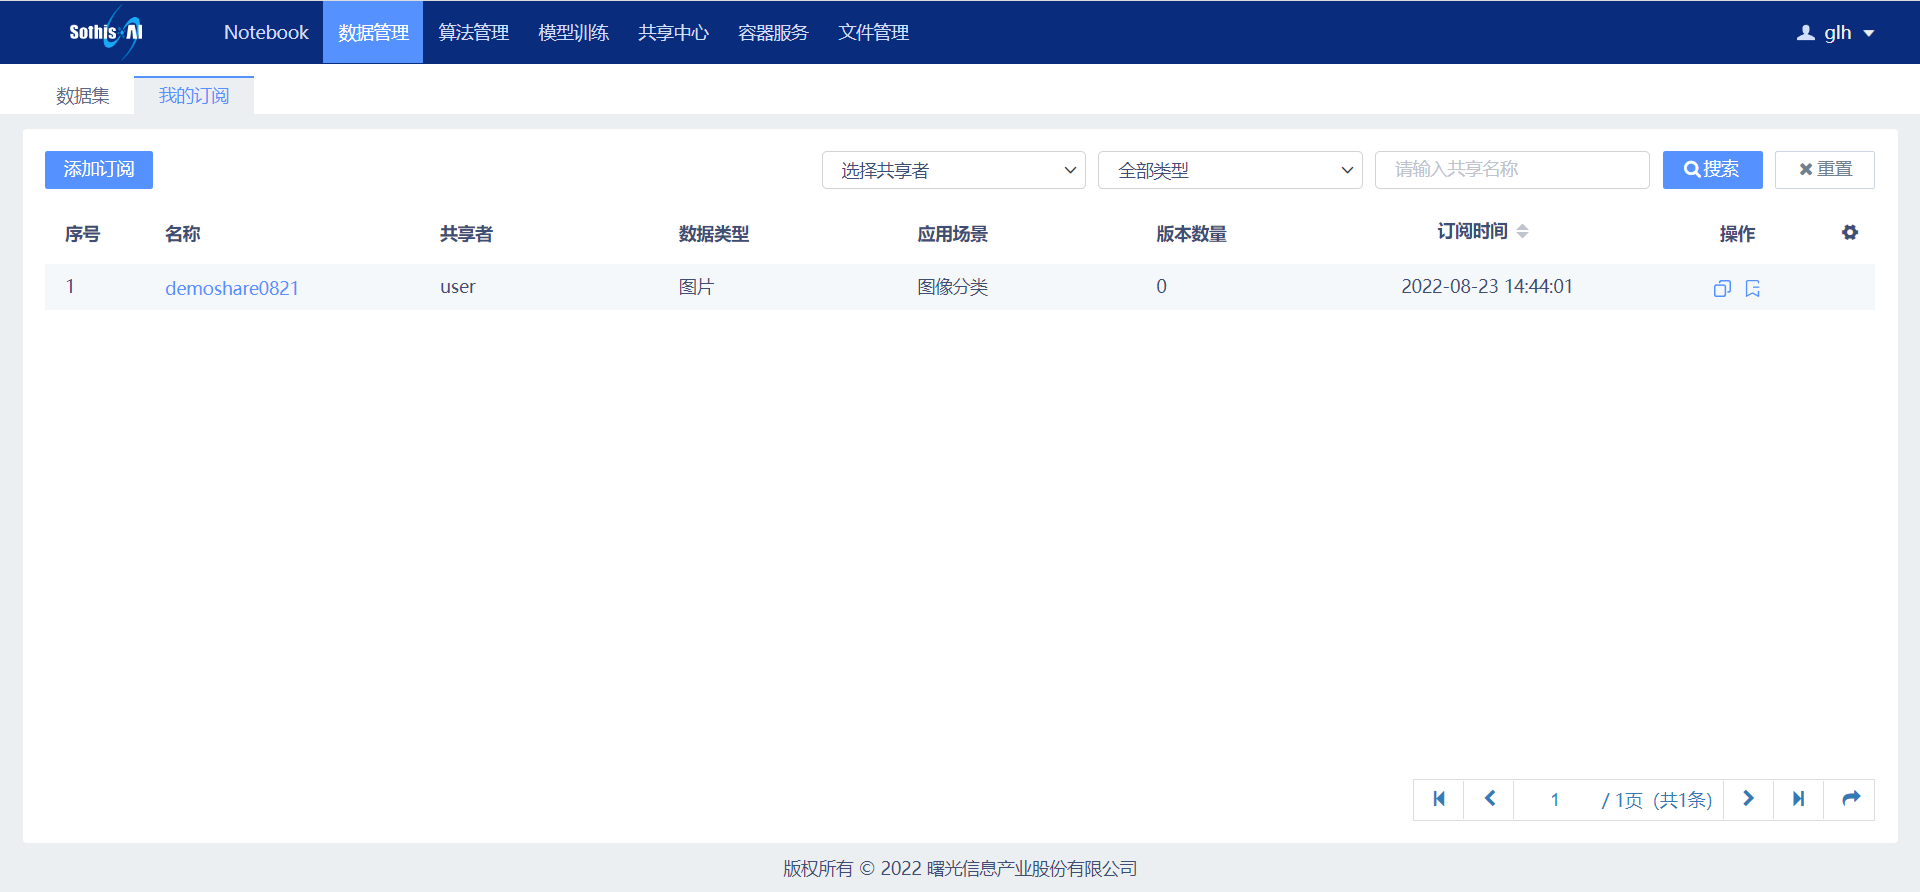 Sothis AI Notebook 数据管理 算法管理 模型训练 共享中心 容器服务 文件管理 glh
数据集 我的订阅
添加订阅 选择共享者 全部类型 请输入共享名称 搜索 重置
序号 名称 共享者 数据类型 应用场景 版本数量 订阅时间 操作
1 demoshare0821 user 图片 图像分类 0 2022-08-23 14:44:01
1 / 1页 (共1条)
版权所有 © 2022 曙光信息产业股份有限公司